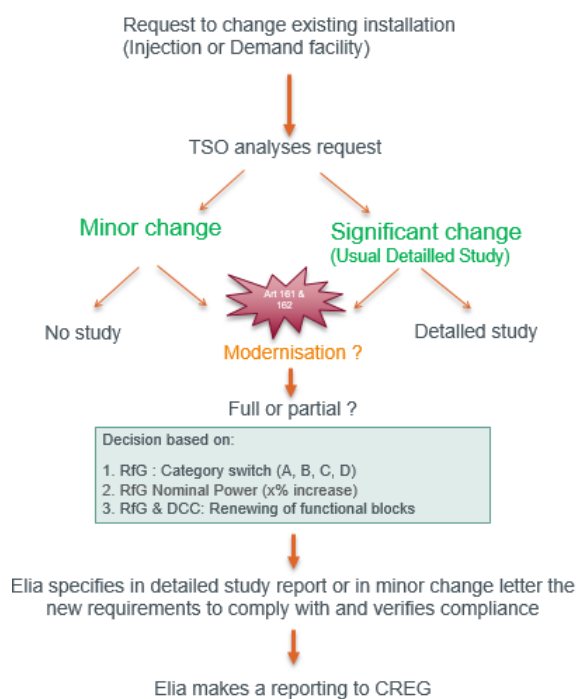 Request to change existing installation
(Injection or Demand facility)
TSO analyses request
Minor change
Significant change
(Usual Detailled Study)
Art 161 &
162
No study
Modernisation ?
Detailled study
Full or partial ?
Decision based on:
1. RfG : Category switch (A, B, C, D)
2. RfG Nominal Power (x% increase)
3. RfG & DCC: Renewing of functional blocks
Elia specifies in detailed study report or in minor change letter the
new requirements to comply with and verifies compliance
Elia makes a reporting to CREG